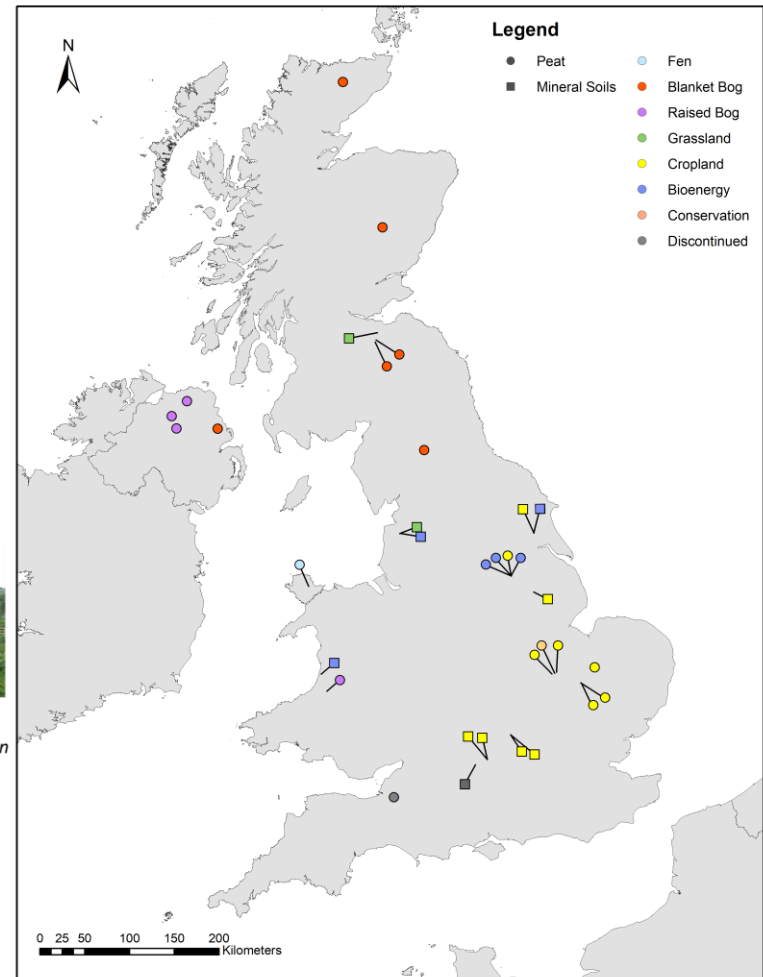 Legend
N
Peat
Mineral Soils
Fen
Blanket Bog
Raised Bog
Grassland
Cropland
Bioenergy
Conservation
Discontinued
n
0 25 50 100 150 200
Kilometers